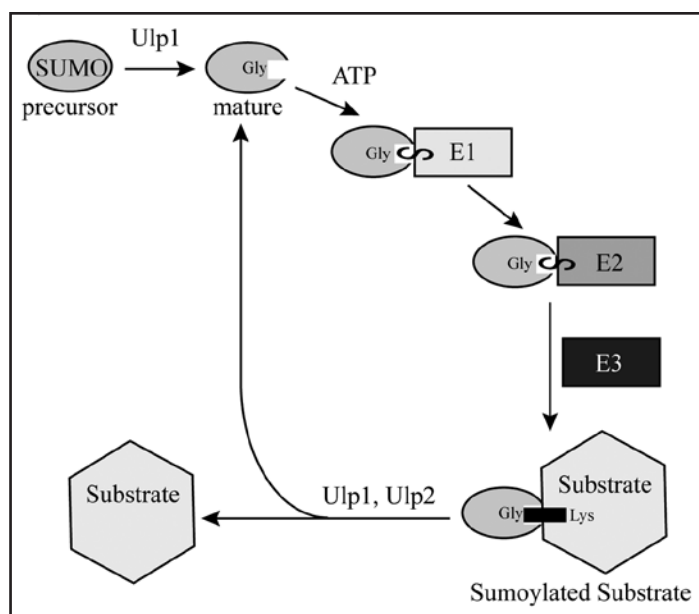 Ulp1
SUMO
precursor
Gly
mature
ATP
Gly S E1
Gly S E2
E3
Substrate
Ulp1, Ulp2
Substrate
Gly Lys
Sumoylated Substrate